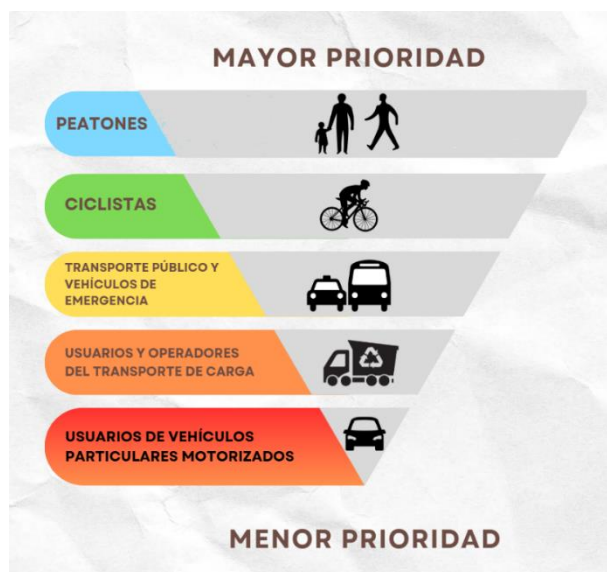 MAYOR PRIORIDAD
PEATONES
CICLISTAS
TRANSPORTE PÚBLICO Y
VEHÍCULOS DE
EMERGENCIA
USUARIOS Y OPERADORES
DEL TRANSPORTE DE CARGA
USUARIOS DE VEHÍCULOS
PARTICULARES MOTORIZADOS
MENOR PRIORIDAD